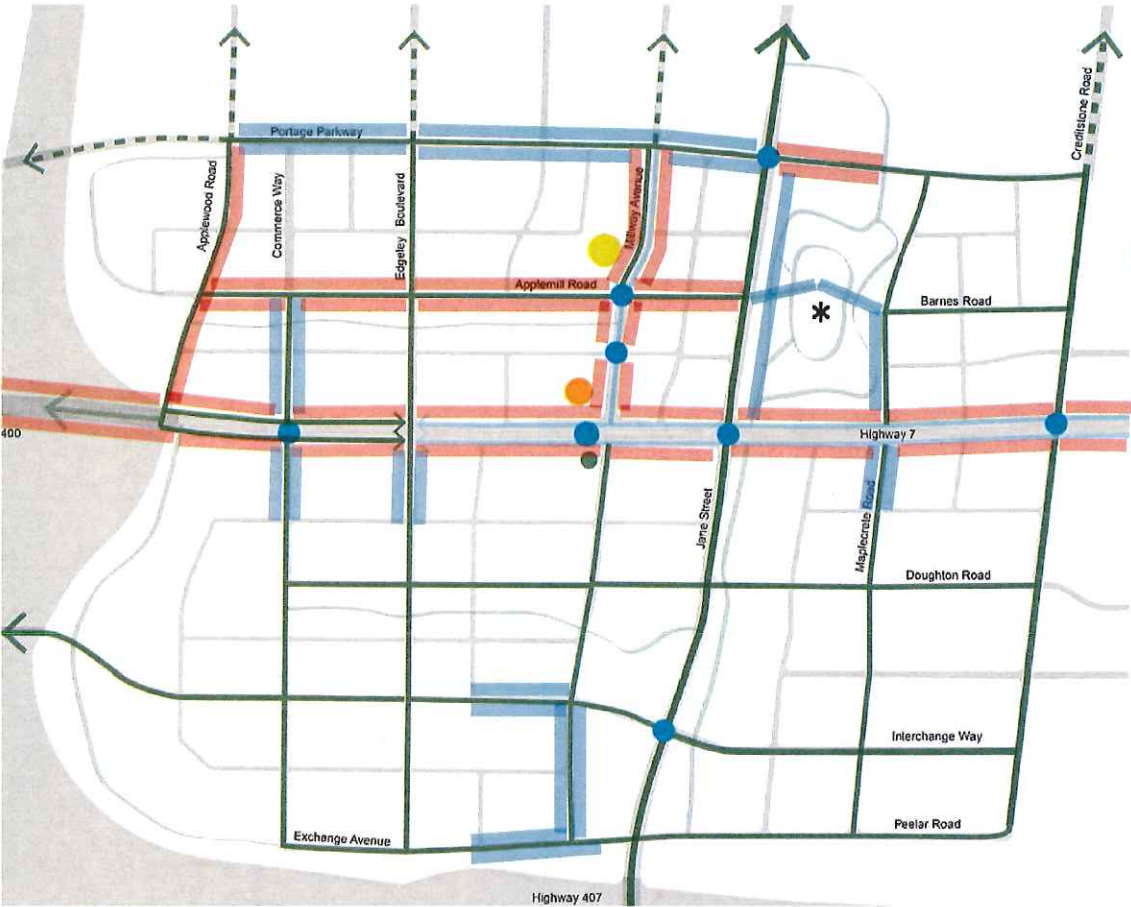 Creditstone Road
Portage Parkway
Applewood Road
Commerce Way
Edgeley Boulevard
Millway Avenue
Applemill Road
Barnes Road
400
Highway 7
Jane Street
Maplecrete Road
Doughton Road
Interchange Way
Exchange Avenue
Peelar Road
Highway 407